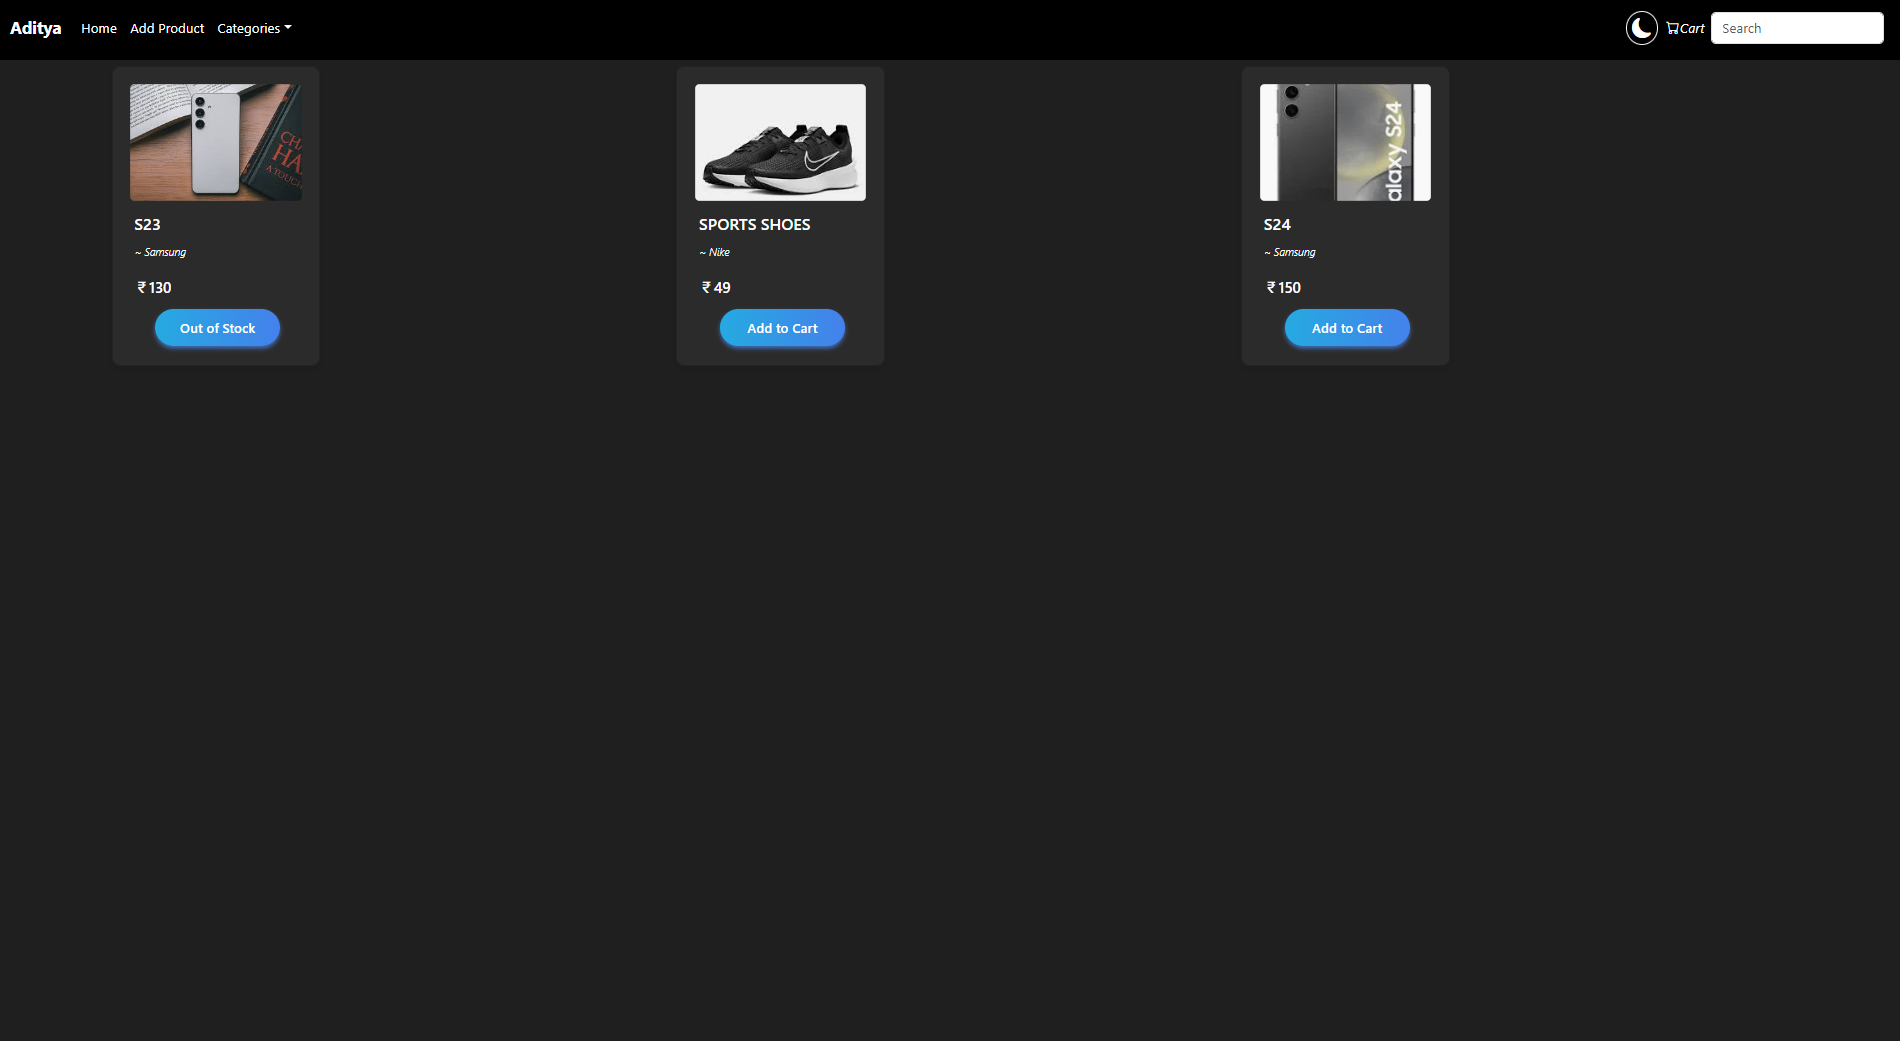 Aditya
Home
Add Product
Categories
Cart
Search
CHA
HA
A TOUCH
S23
~ Samsung
₹ 130
Out of Stock
SPORTS SHOES
~ Nike
₹ 49
Add to Cart
alaxy S24
S24
~ Samsung
₹ 150
Add to Cart